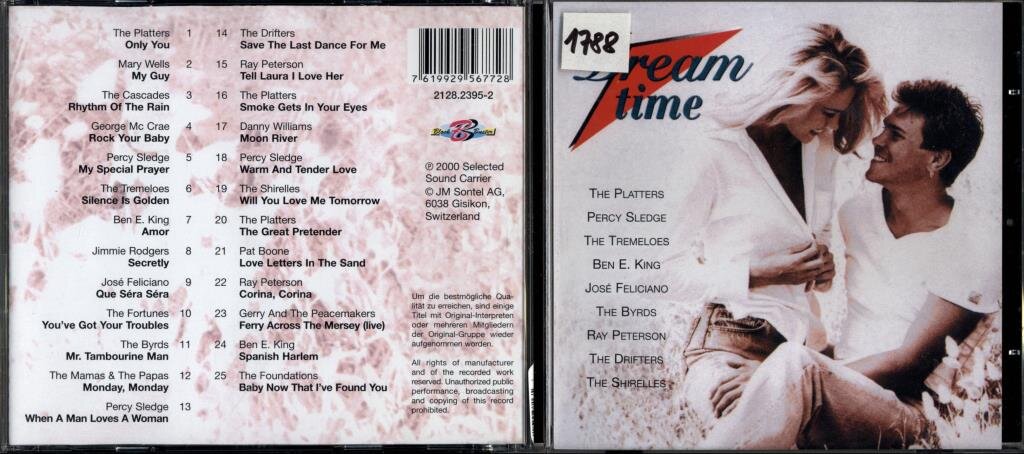 The Platters 1
Only You
Mary Wells 2
My Guy
The Cascades 3
Rhythm Of The Rain
George Mc Crae 4
Rock Your Baby
Percy Sledge 5
My Special Prayer
The Tremeloes 6
Silence Is Golden
Ben E. King 7
Amor
Jimmie Rodgers 8
Secretly
José Feliciano 9
Que Séra Séra
The Fortunes 10
You've Got Your Troubles
The Byrds 11
Mr. Tambourine Man
The Mamas & The Papas 12
Monday, Monday
Percy Sledge 13
When A Man Loves A Woman
14 The Drifters
Save The Last Dance For Me
15 Ray Peterson
Tell Laura I Love Her
16 The Platters
Smoke Gets In Your Eyes
17 Danny Williams
Moon River
18 Percy Sledge
Warm And Tender Love
19 The Shirelles
Will You Love Me Tomorrow
20 The Platters
The Great Pretender
21 Pat Boone
Love Letters In The Sand
22 Ray Peterson
Corina, Corina
23 Gerry And The Peacemakers
Ferry Across The Mersey (live)
24 Ben E. King
Spanish Harlem
25 The Foundations
Baby Now That I've Found You
7 619929 567728
2128.2395-2
Block Buster
℗ 2000 Selected
Sound Carrier
© JM Sontel AG,
6038 Gisikon,
Switzerland
Um die bestmögliche Qua-
lität zu erreichen, sind einige
Titel mit Original-Interpreten
oder mehreren Mitgliedern
der Original-Gruppe wieder
aufgenommen worden.
All rights of manufacturer
and of the recorded work
reserved. Unauthorized public
performance, broadcasting
and copying of this record
prohibited.
1788
Dream
time
THE PLATTERS
PERCY SLEDGE
THE TREMELOES
BEN E. KING
JOSÉ FELICIANO
THE BYRDS
RAY PETERSON
THE DRIFTERS
THE SHIRELLES